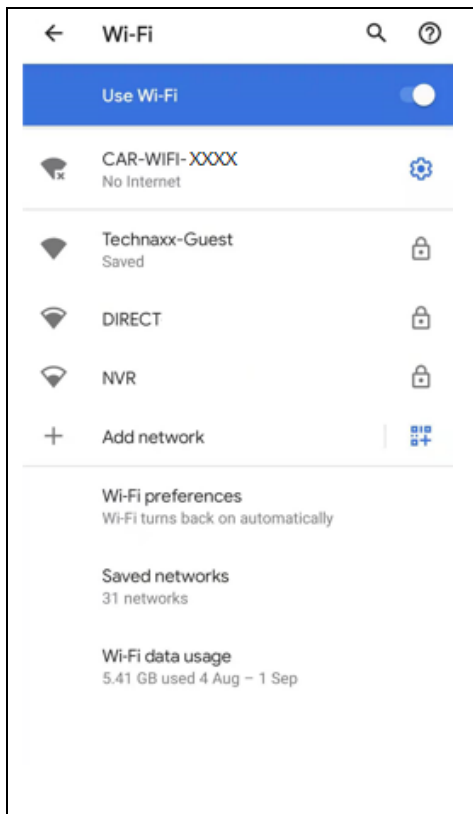 Wi-Fi
Use Wi-Fi
CAR-WIFI-XXXX
No Internet
Technaxx-Guest
Saved
DIRECT
NVR
Add network
Wi-Fi preferences
Wi-Fi turns back on automatically
Saved networks
31 networks
Wi-Fi data usage
5.41 GB used 4 Aug – 1 Sep